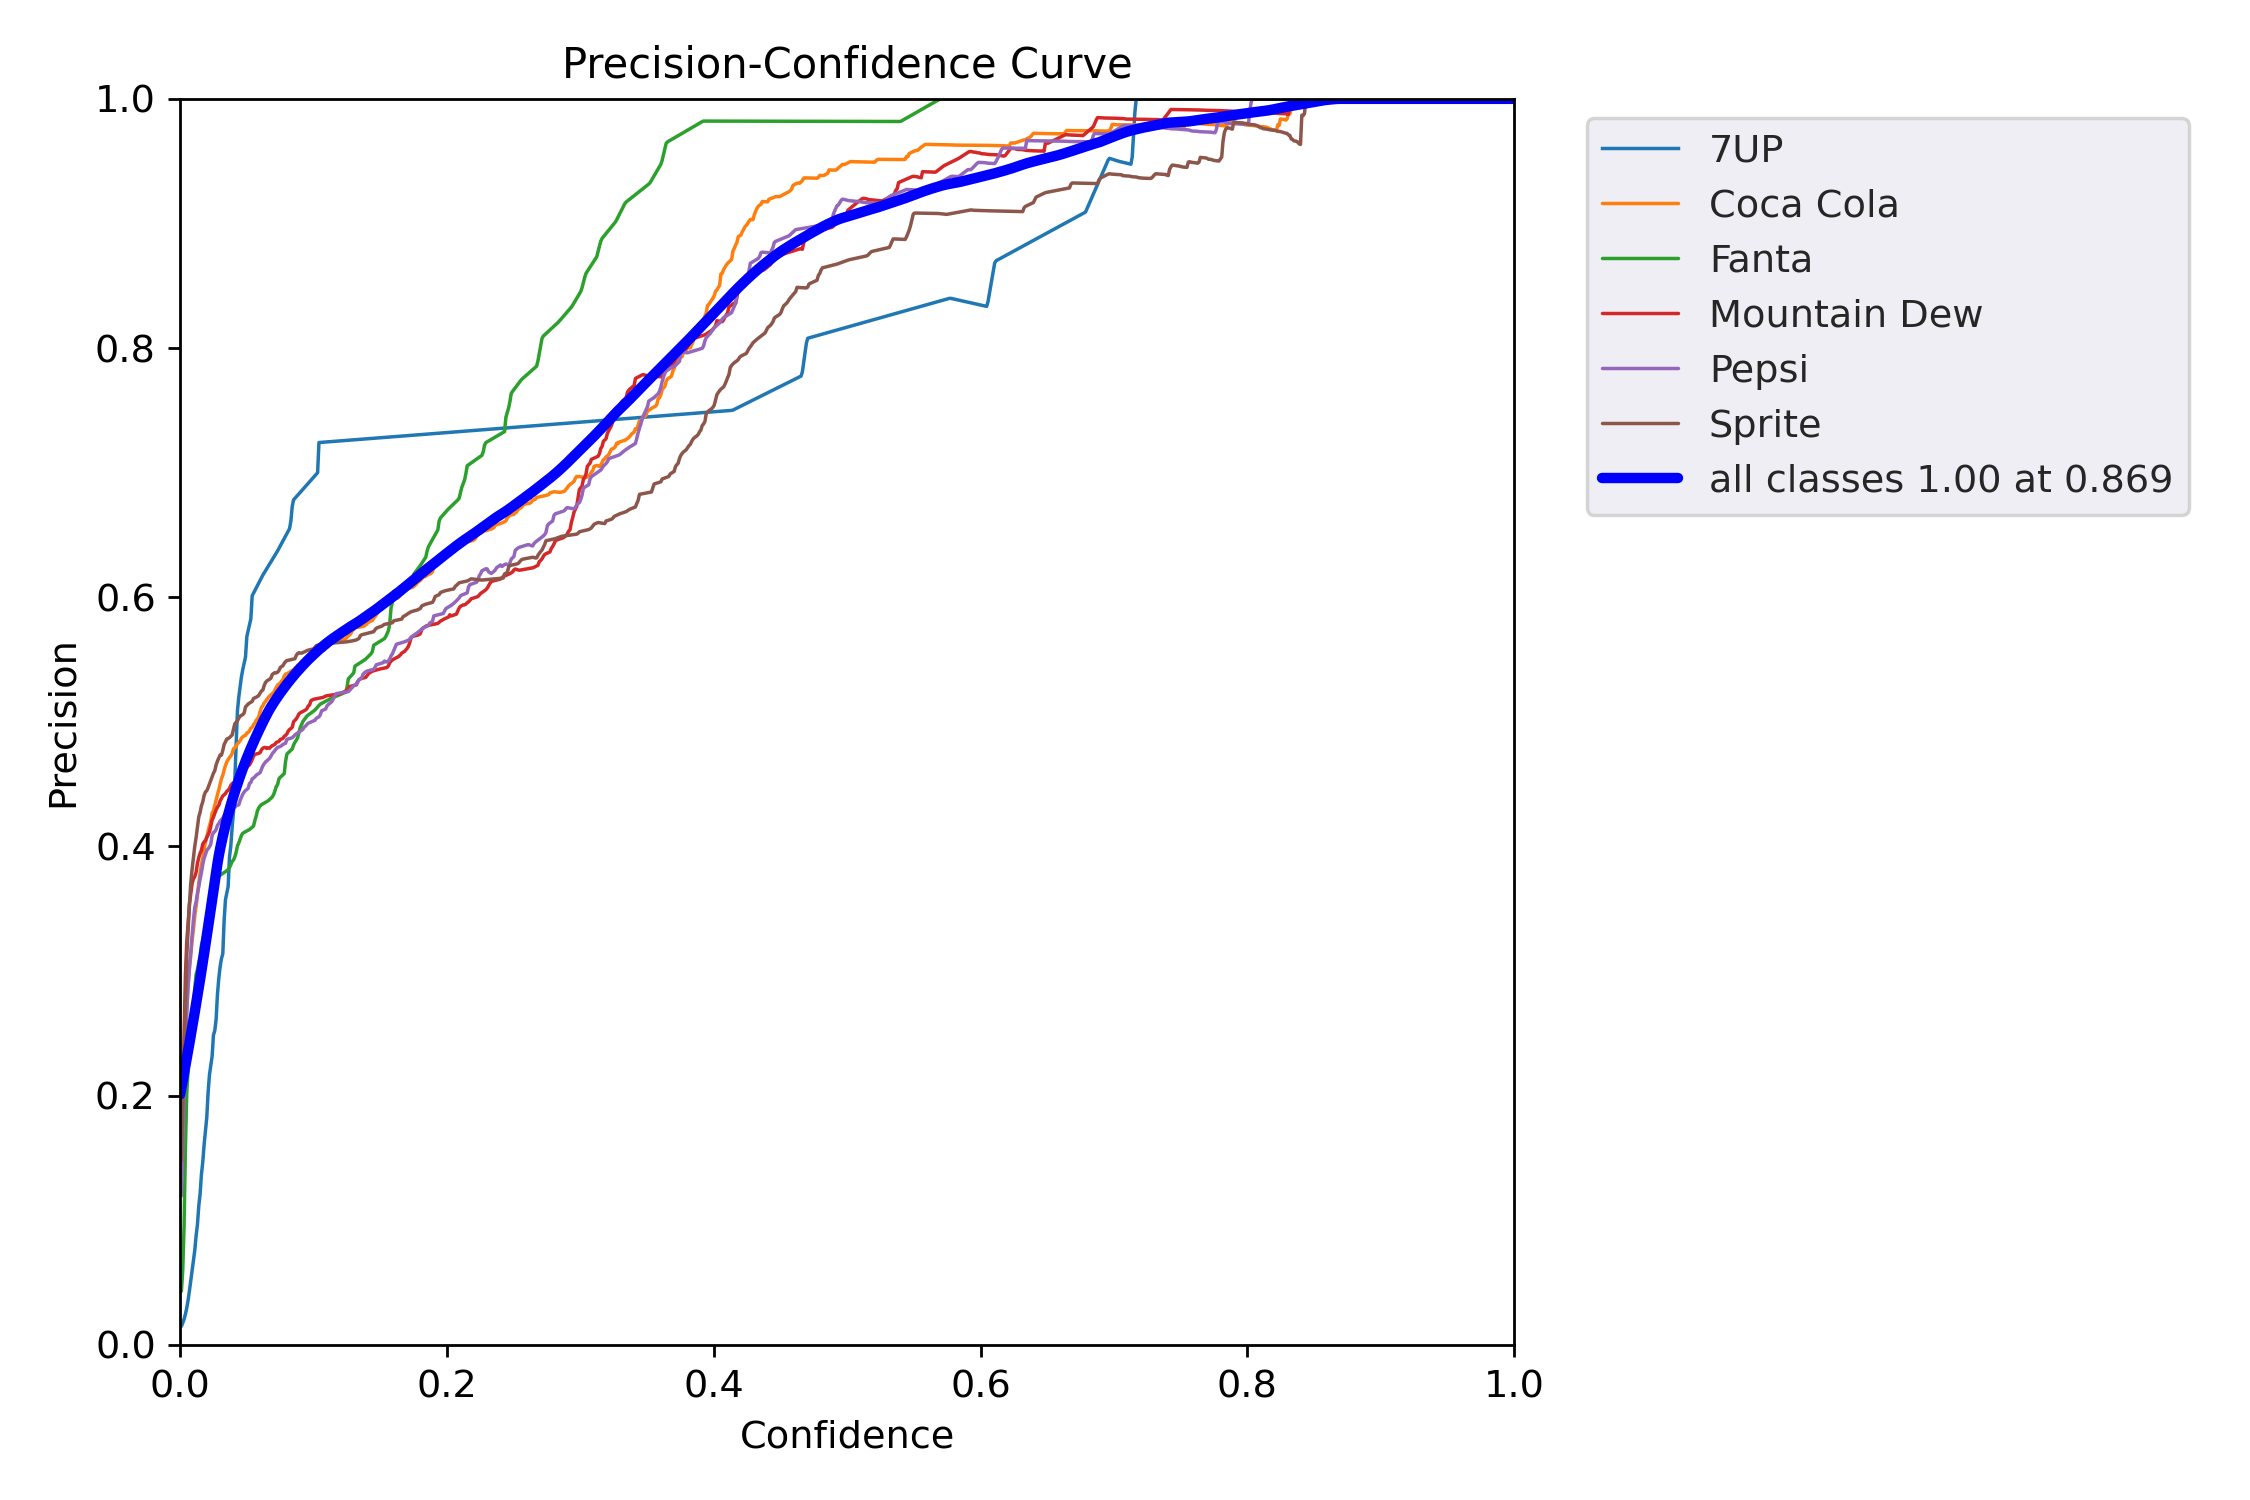 Precision-Confidence Curve
1.0
0.8
0.6
0.4
0.2
0.0
Precision
0.0 0.2 0.4 0.6 0.8 1.0
Confidence
7UP
Coca Cola
Fanta
Mountain Dew
Pepsi
Sprite
all classes 1.00 at 0.869